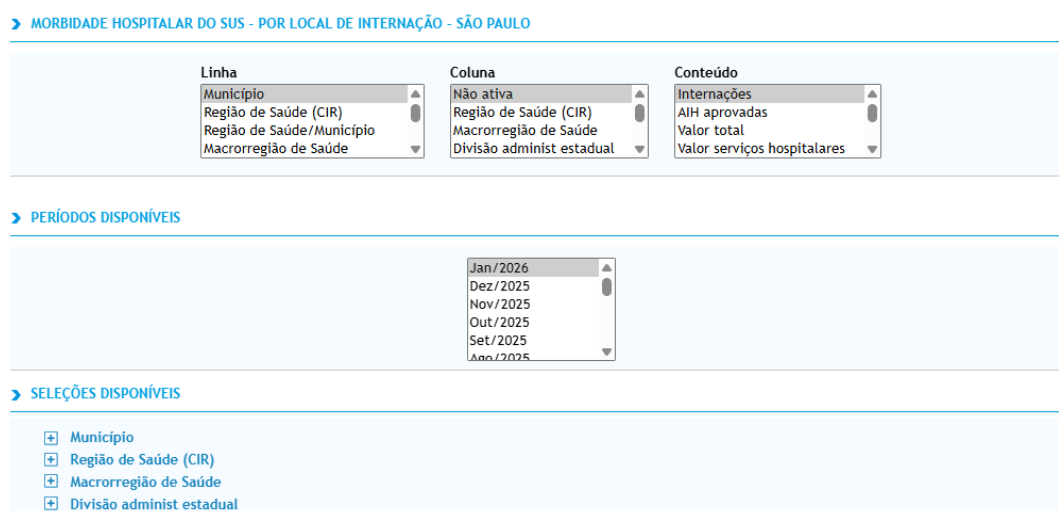 MORBIDADE HOSPITALAR DO SUS - POR LOCAL DE INTERNAÇÃO - SÃO PAULO
Linha
Município
Região de Saúde (CIR)
Região de Saúde/Município
Macrorregião de Saúde
Coluna
Não ativa
Região de Saúde (CIR)
Macrorregião de Saúde
Divisão administ estadual
Conteúdo
Internações
AIH aprovadas
Valor total
Valor serviços hospitalares
PERÍODOS DISPONÍVEIS
Jan/2026
Dez/2025
Nov/2025
Out/2025
Set/2025
Ago/2025
SELEÇÕES DISPONÍVEIS
Município
Região de Saúde (CIR)
Macrorregião de Saúde
Divisão administ estadual